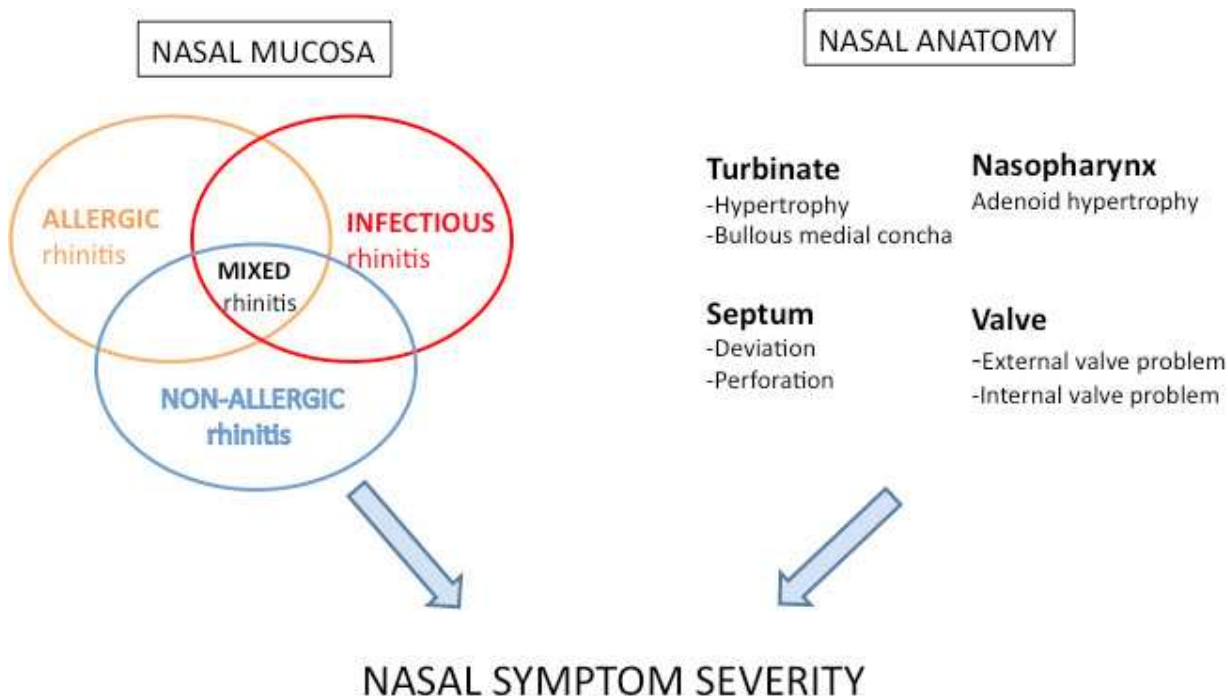 NASAL MUCOSA
NASAL ANATOMY
ALLERGIC
rhinitis
INFECTIOUS
rhinitis
MIXED
rhinitis
NON-ALLERGIC
rhinitis
Turbinate
-Hypertrophy
-Bullous medial concha
Nasopharynx
Adenoid hypertrophy
Septum
-Deviation
-Perforation
Valve
-External valve problem
-Internal valve problem
NASAL SYMPTOM SEVERITY